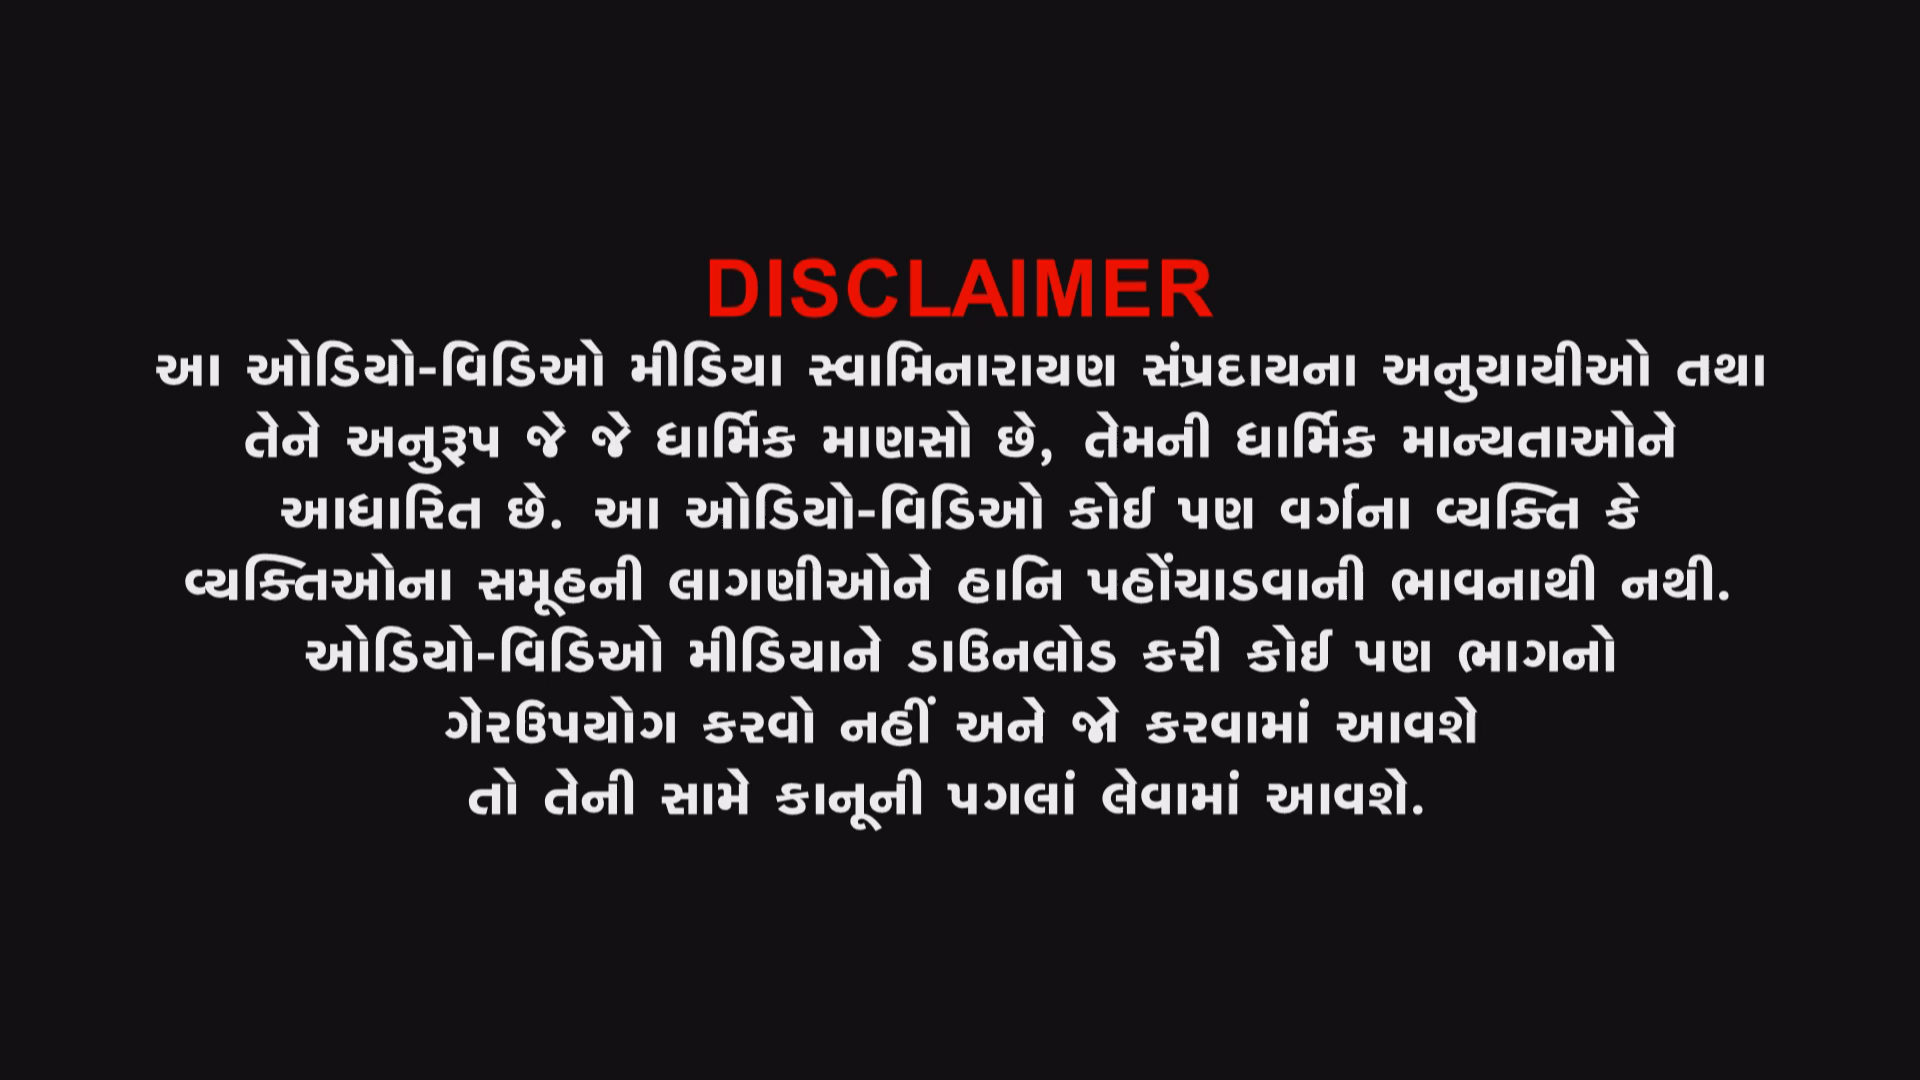 DISCLAIMER
આ ઓડિયો-વિડિઓ મીડિયા સ્વામિનારાયણ સંપ્રદાયના અનુયાયીઓ તથા
તેને અનુરૂપ જે જે ધાર્મિક માણસો છે, તેમની ધાર્મિક માન્યતાઓને
આધારિત છે. આ ઓડિયો-વિડિઓ કોઈ પણ વર્ગના વ્યક્તિ કે
વ્યક્તિઓના સમૂહની લાગણીઓને હાનિ પહોંચાડવાની ભાવનાથી નથી.
ઓડિયો-વિડિઓ મીડિયાને ડાઉનલોડ કરી કોઈ પણ ભાગનો
ગેરઉપયોગ કરવો નહીં અને જો કરવામાં આવશે
તો તેની સામે કાનૂની પગલાં લેવામાં આવશે.